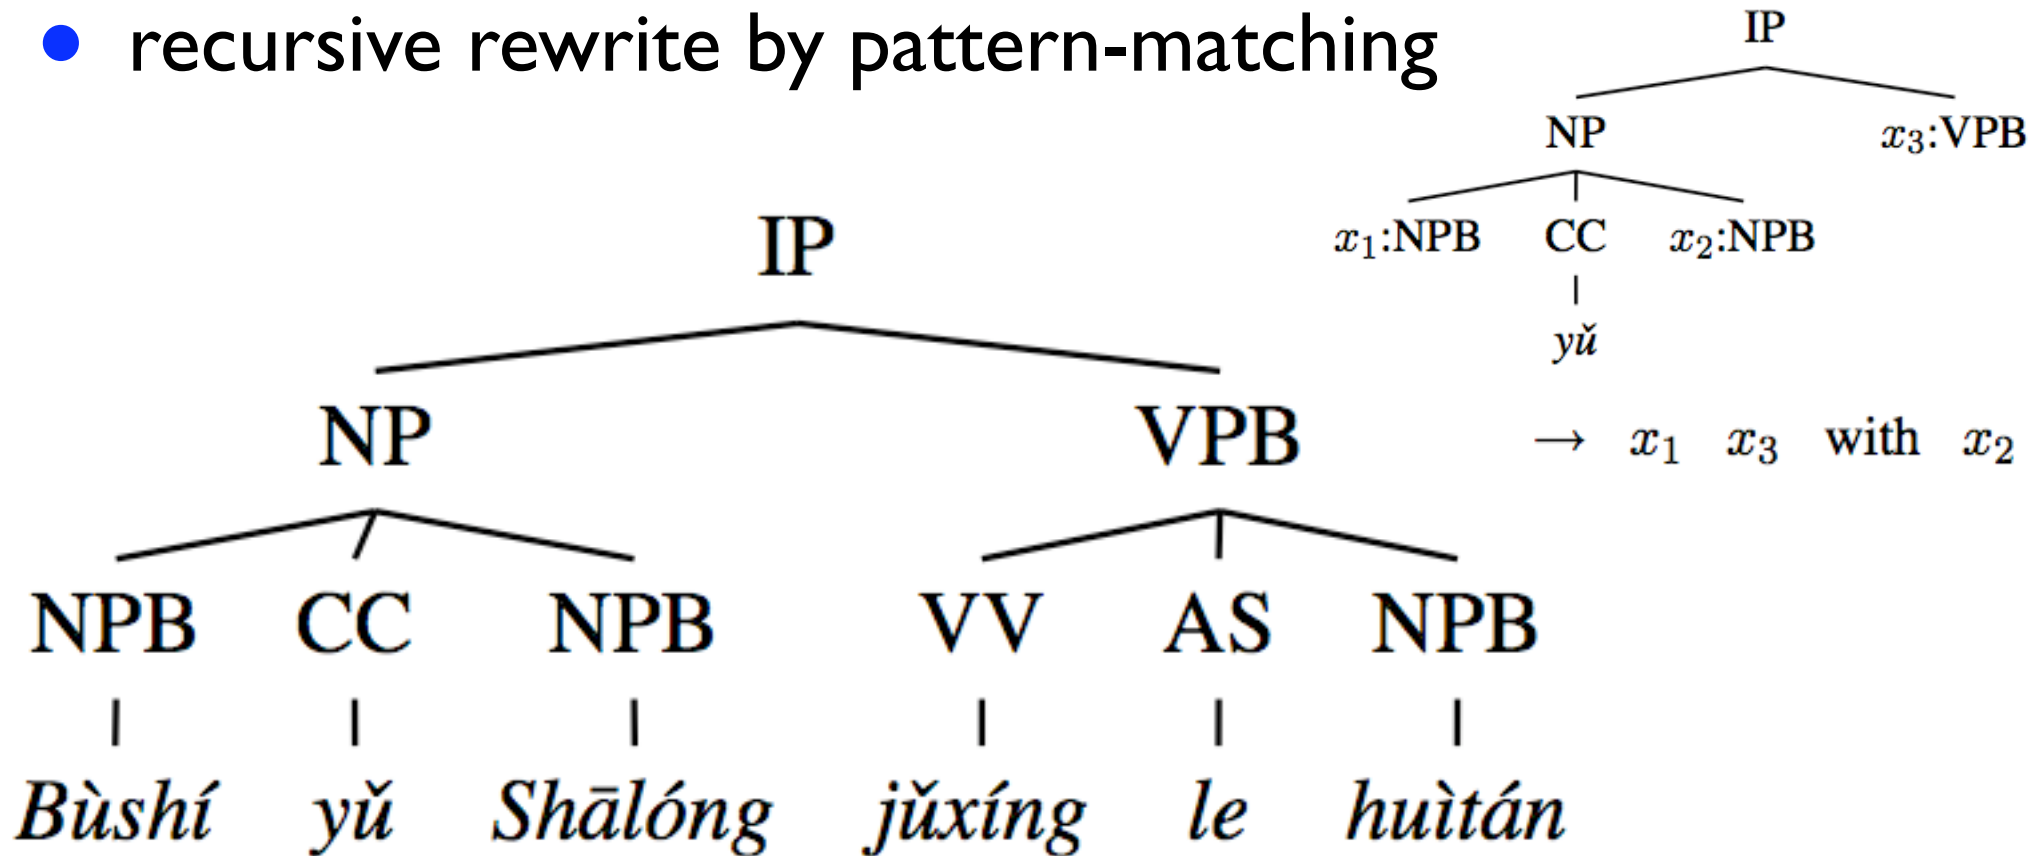 • recursive rewrite by pattern-matching
IP
NP x₃:VPB
x₁:NPB CC x₂:NPB
yǔ
→ x₁ x₃ with x₂
IP
NP VPB
NPB CC NPB VV AS NPB
Bùshí yǔ Shālóng jǔxíng le huìtán